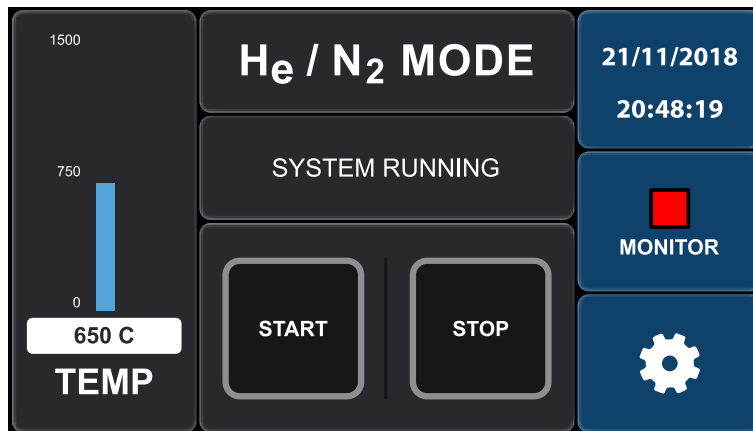 1500
750
0
650 C
TEMP
He / N2 MODE
SYSTEM RUNNING
START
STOP
21/11/2018
20:48:19
MONITOR